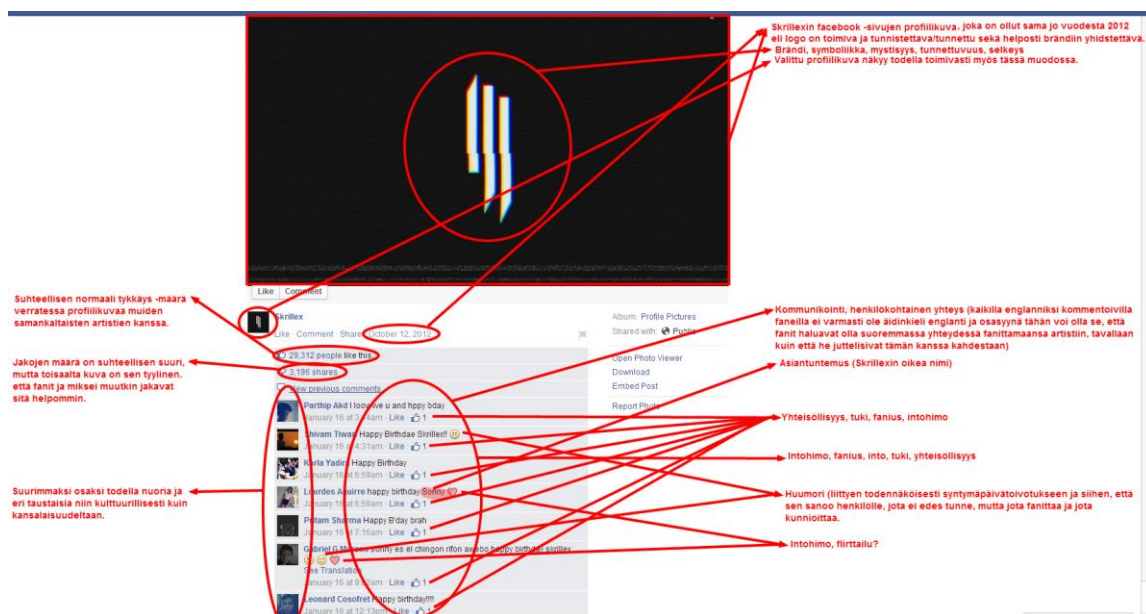 Skrillexin facebook -sivujen profiilikuva, joka on ollut sama jo vuodesta 2012
eli logo on toimiva ja tunnistettava/tunnettu sekä helposti brändiin yhdistettävä.
Brändi, symboliikka, mystisyys, tunnettuvuus, selkeys
Valittu profiilikuva näkyy todella toimivasti myös tässä muodossa.
Like Comment
Suhteellisen normaali tykkäys -määrä
verratessa profiilikuvaa muiden
samankaltaisten artistien kanssa.
Skrillex
Like · Comment · Share · October 12, 2012
Album: Profile Pictures
Shared with: Public
Open Photo Viewer
Download
Embed Post
Report Photo
29,312 people like this.
3,196 shares
View previous comments
Jakojen määrä on suhteellisen suuri,
mutta toisaalta kuva on sen tyylinen.
että fanit ja miksei muutkin jakavat
sitä helpommin.
Kommunikointi, henkilökohtainen yhteys (kaikilla englanniksi kommentoivilla
faneilla ei varmasti ole äidinkieli englanti ja osasyynä tähän voi olla se, että
fanit haluavat olla suoremmassa yhteydessä fanittamaansa artistiin, tavallaan
kuin että he juttelisivat tämän kanssa kahdestaan)
Asiantuntemus (Skrillexin oikea nimi)
Yhteisöllisyys, tuki, fanius, intohimo
Intohimo, fanius, into, tuki, yhteisöllisyys
Huumori (liittyen todennäköisesti syntymäpäivätoivotukseen ja siihen, että
sen sanoo henkilölle, jota ei edes tunne, mutta jota fanittaa ja jota
kunnioittaa.
Intohimo, flirttailu?
Suurimmaksi osaksi todella nuoria ja
eri taustaisia niin kulttuurillisesti kuin
kansalaisuudeltaan.
Parthip Akd I love u and hppy bday
January 16 at · Like · 1
Shivam Tiwari Happy Birthdae Skrillex!! 🙂
January 16 at 4:31am · Like · 1
Karla Yadira Happy Birthday
January 16 at 5:59am · Like · 1
Lourdes Aguirre happy birthday Sonny ❤
January 16 at 6:59am · Like · 1
Pritam Sharma Happy B'day brah
January 16 at 7:16am · Like · 1
Gabriel G sonny es el chingon rifon awebo happy birthday skrillex
🙂 🙂 ❤
See Translation
January 16 at · Like · 1
Leonard Cosofret Happy birthday!!!!
January 16 at 12:13pm · Like · 1